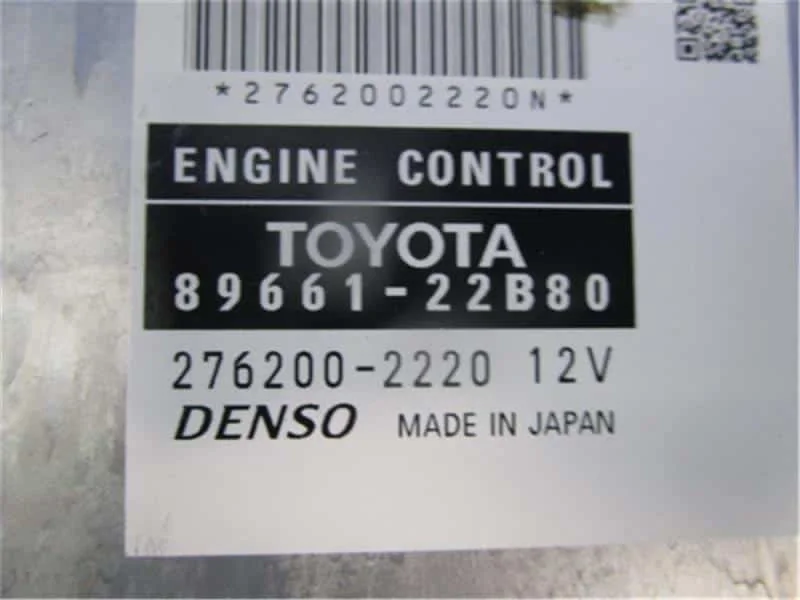 *2762002220N*
ENGINE CONTROL
TOYOTA
89661-22B80
276200-2220 12V
DENSO MADE IN JAPAN